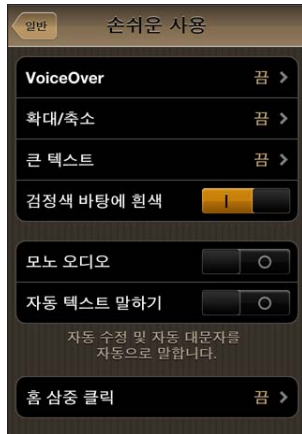 일반
손쉬운 사용
VoiceOver 끔
확대/축소 끔
큰 텍스트 끔
검정색 바탕에 흰색
모노 오디오
자동 텍스트 말하기
자동 수정 및 자동 대문자를
자동으로 말합니다.
홈 삼중 클릭 끔